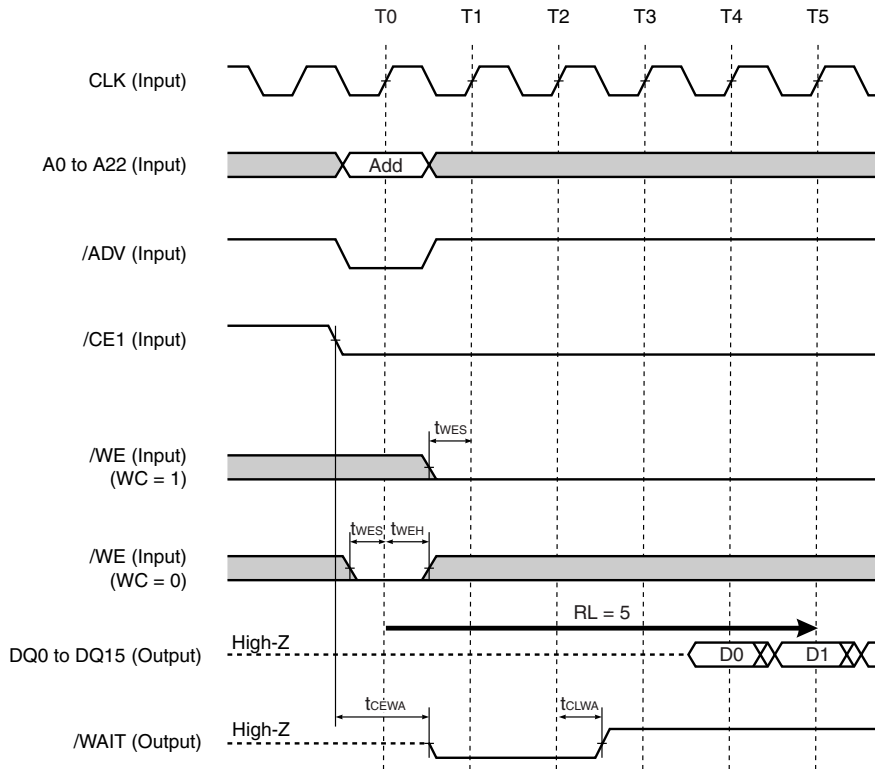 T0 T1 T2 T3 T4 T5
CLK (Input)
A0 to A22 (Input)
Add
/ADV (Input)
/CE1 (Input)
tWES
/WE (Input)
(WC = 1)
tWES tWEH
/WE (Input)
(WC = 0)
RL = 5
High-Z
DQ0 to DQ15 (Output)
D0 D1
tCEWA tCLWA
High-Z
/WAIT (Output)